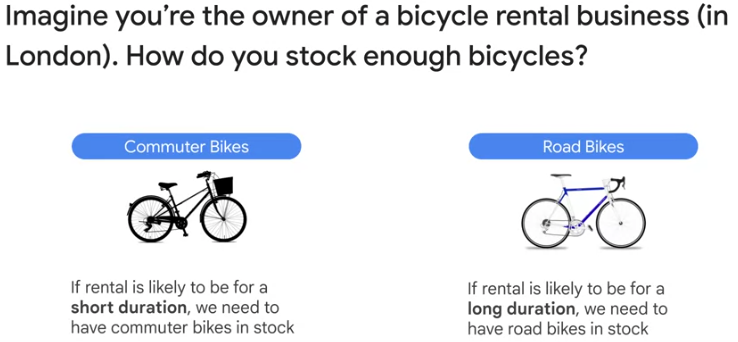 Imagine you're the owner of a bicycle rental business (in
London). How do you stock enough bicycles?
Commuter Bikes
If rental is likely to be for a
short duration, we need to
have commuter bikes in stock
Road Bikes
If rental is likely to be for a
long duration, we need to
have road bikes in stock